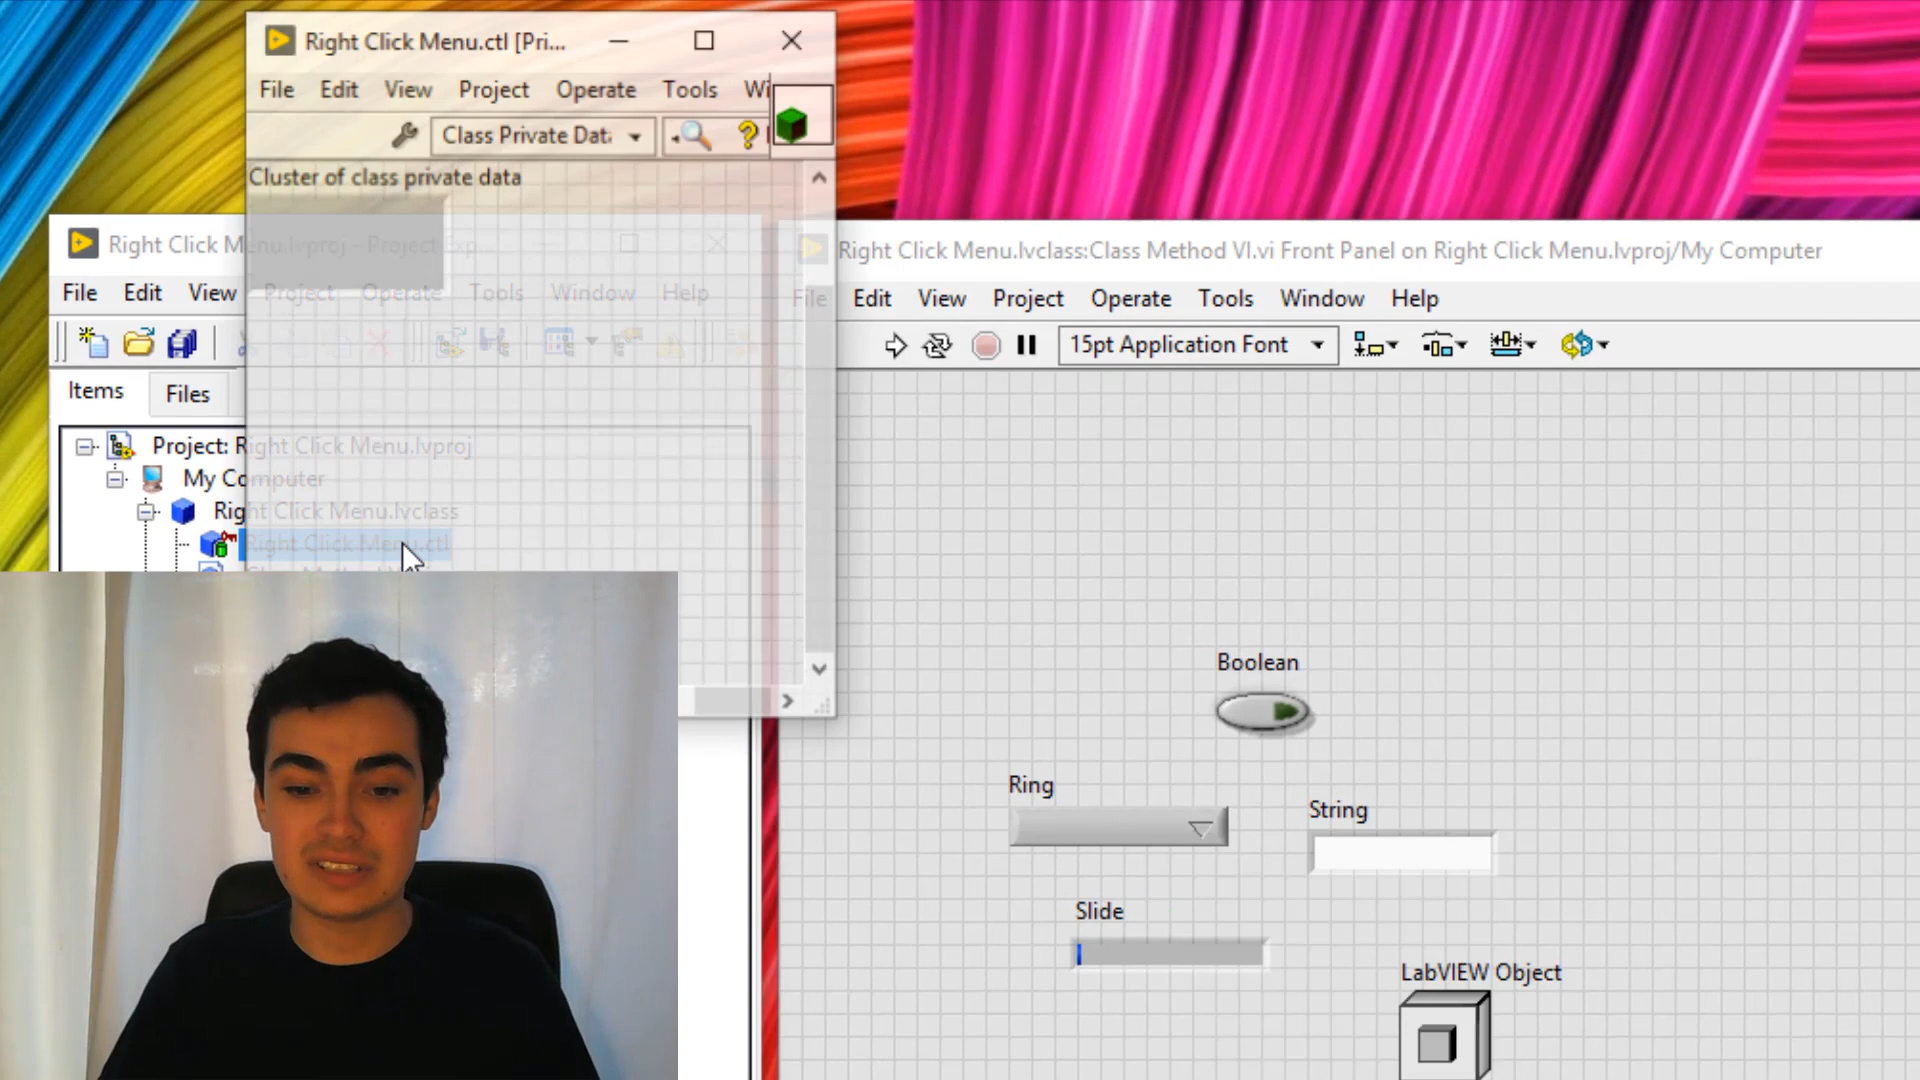 Right Click Menu.ctl [Pri...
File Edit View Project Operate Tools Wi
Class Private Dat
Cluster of class private data
Right Click Menu.lvproj - Project Exp...
File Edit View Project Operate Tools Window Help
Items Files
Project: Right Click Menu.lvproj
My Computer
Right Click Menu.lvclass
Right Click Menu.ctl
Right Click Menu.lvclass:Class Method VI.vi Front Panel on Right Click Menu.lvproj/My Computer
File Edit View Project Operate Tools Window Help
15pt Application Font
Boolean
Ring
String
Slide
LabVIEW Object